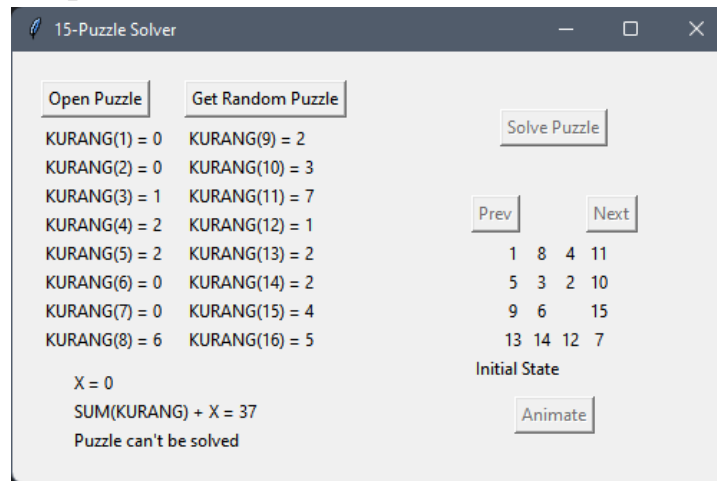 15-Puzzle Solver
Open Puzzle Get Random Puzzle
Solve Puzzle
KURANG(1) = 0 KURANG(9) = 2
KURANG(2) = 0 KURANG(10) = 3
KURANG(3) = 1 KURANG(11) = 7
KURANG(4) = 2 KURANG(12) = 1
KURANG(5) = 2 KURANG(13) = 2
KURANG(6) = 0 KURANG(14) = 2
KURANG(7) = 0 KURANG(15) = 4
KURANG(8) = 6 KURANG(16) = 5
X = 0
SUM(KURANG) + X = 37
Puzzle can't be solved
Prev Next
1 8 4 11
5 3 2 10
9 6 15
13 14 12 7
Initial State
Animate